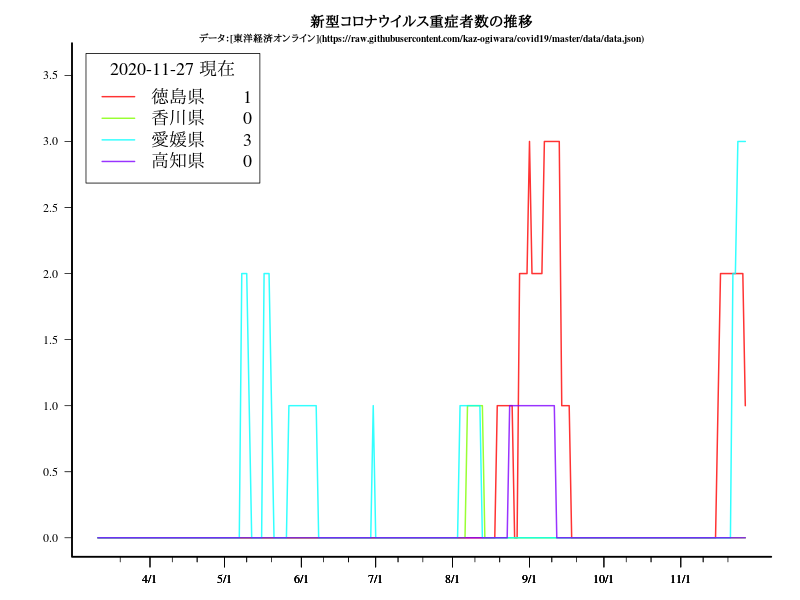 新型コロナウイルス重症者数の推移
データ:[東洋経済オンライン](https://raw.githubusercontent.com/kaz-ogiwara/covid19/master/data/data.json)
2020-11-27 現在
徳島県 1
香川県 0
愛媛県 3
高知県 0
3.5
3.0
2.5
2.0
1.5
1.0
0.5
0.0
4/1 5/1 6/1 7/1 8/1 9/1 10/1 11/1